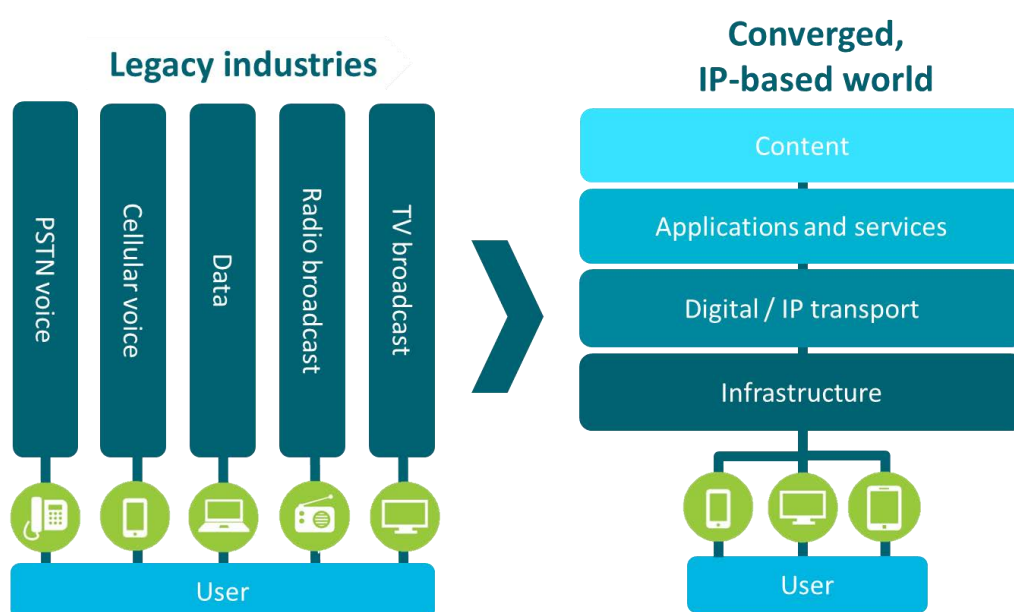 Legacy industries
PSTN voice
Cellular voice
Data
Radio broadcast
TV broadcast
User
Converged,
IP-based world
Content
Applications and services
Digital / IP transport
Infrastructure
User